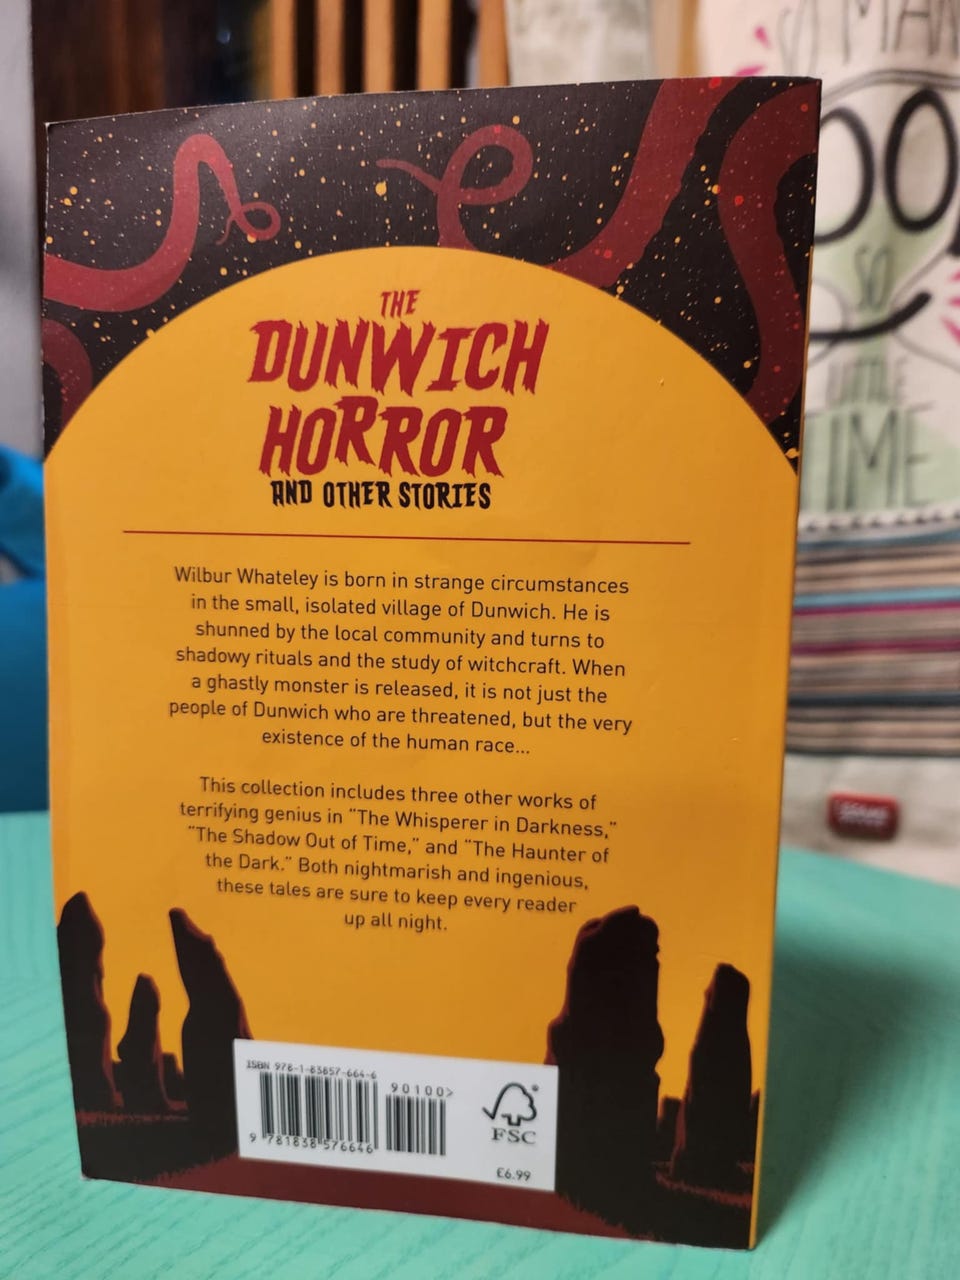 THE
DUNWICH
HORROR
AND OTHER STORIES
Wilbur Whateley is born in strange circumstances
in the small, isolated village of Dunwich. He is
shunned by the local community and turns to
shadowy rituals and the study of witchcraft. When
a ghastly monster is released, it is not just the
people of Dunwich who are threatened, but the very
existence of the human race...
This collection includes three other works of
terrifying genius in “The Whisperer in Darkness,”
“The Shadow Out of Time,” and “The Haunter of
the Dark.” Both nightmarish and ingenious,
these tales are sure to keep every reader
up all night.
ISBN 978-1-83857-664-6
90100>
9 781838 576646
FSC
£6.99
SO MAN
SO
LITTLE
TIME